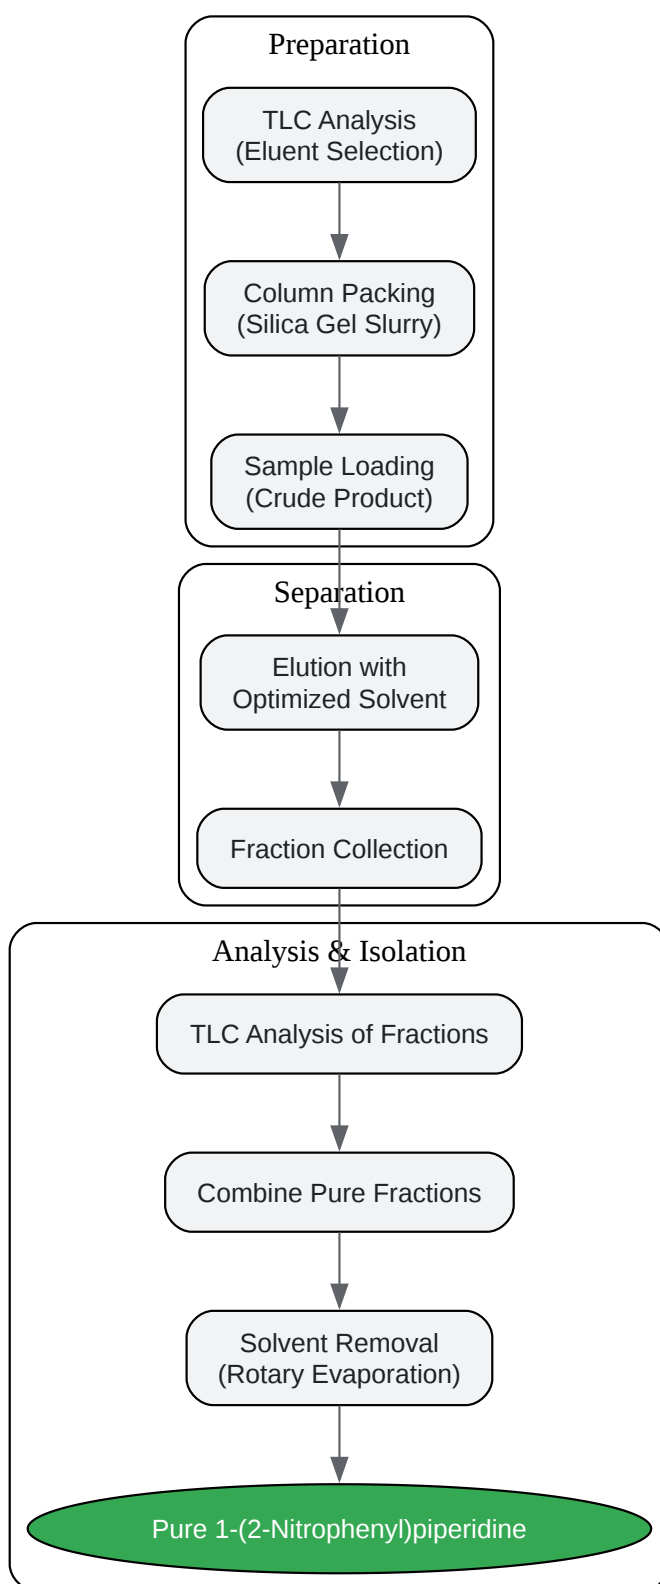 Preparation
TLC Analysis
(Eluent Selection)
Column Packing
(Silica Gel Slurry)
Sample Loading
(Crude Product)
Separation
Elution with
Optimized Solvent
Fraction Collection
Analysis & Isolation
TLC Analysis of Fractions
Combine Pure Fractions
Solvent Removal
(Rotary Evaporation)
Pure 1-(2-Nitrophenyl)piperidine